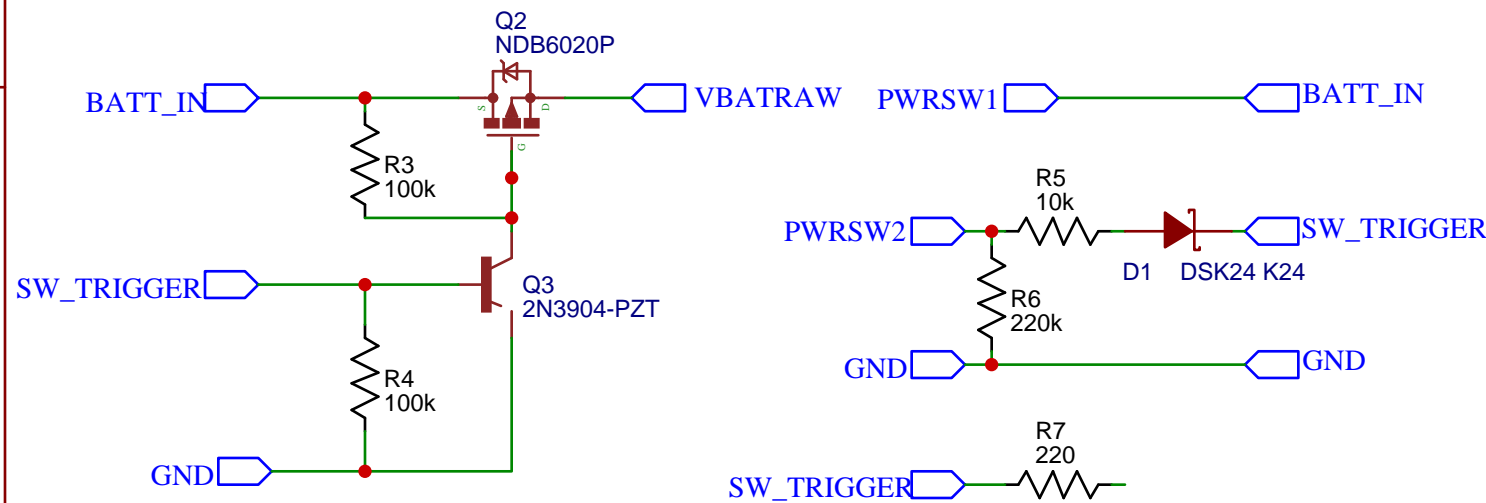 Q2
NDB6020P
BATT_IN
S
D
G
VBATRAW
PWRSW1
BATT_IN
R3
100k
R5
10k
PWRSW2
SW_TRIGGER
D1 DSK24 K24
SW_TRIGGER
Q3
2N3904-PZT
R6
220k
GND
GND
R4
100k
R7
220
GND
SW_TRIGGER